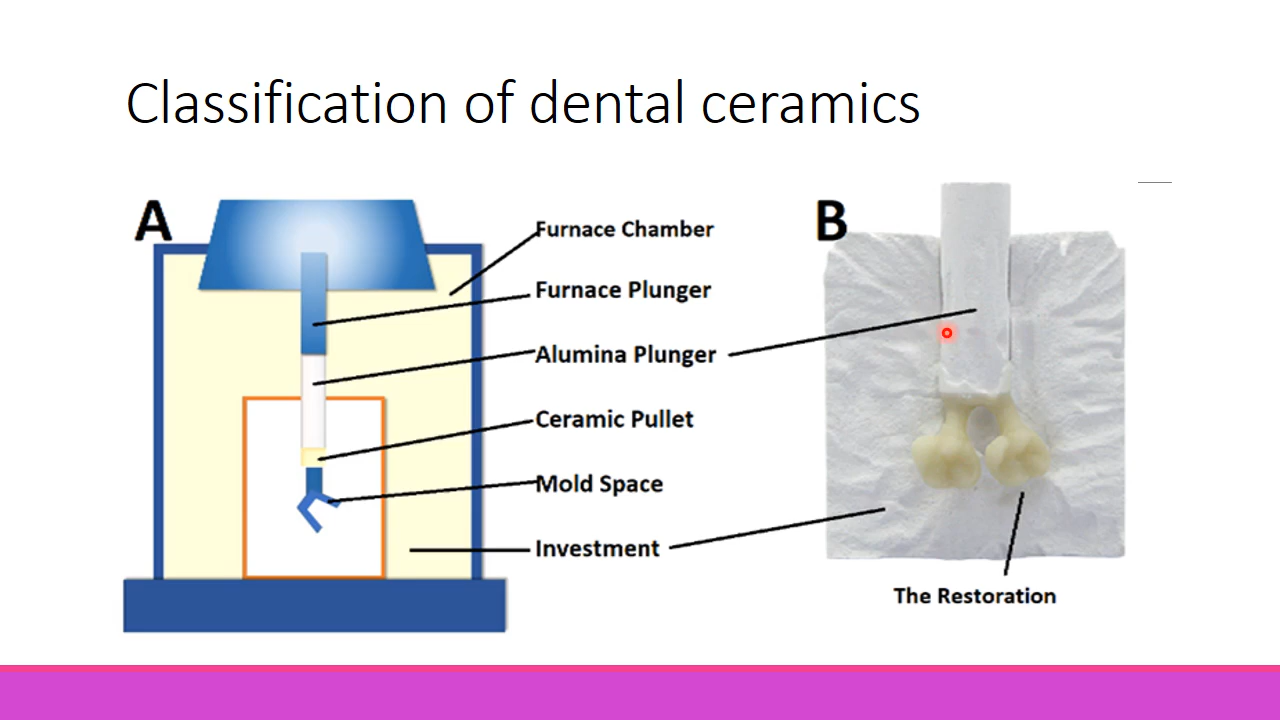 Classification of dental ceramics
A
B
Furnace Chamber
Furnace Plunger
Alumina Plunger
Ceramic Pullet
Mold Space
Investment
The Restoration